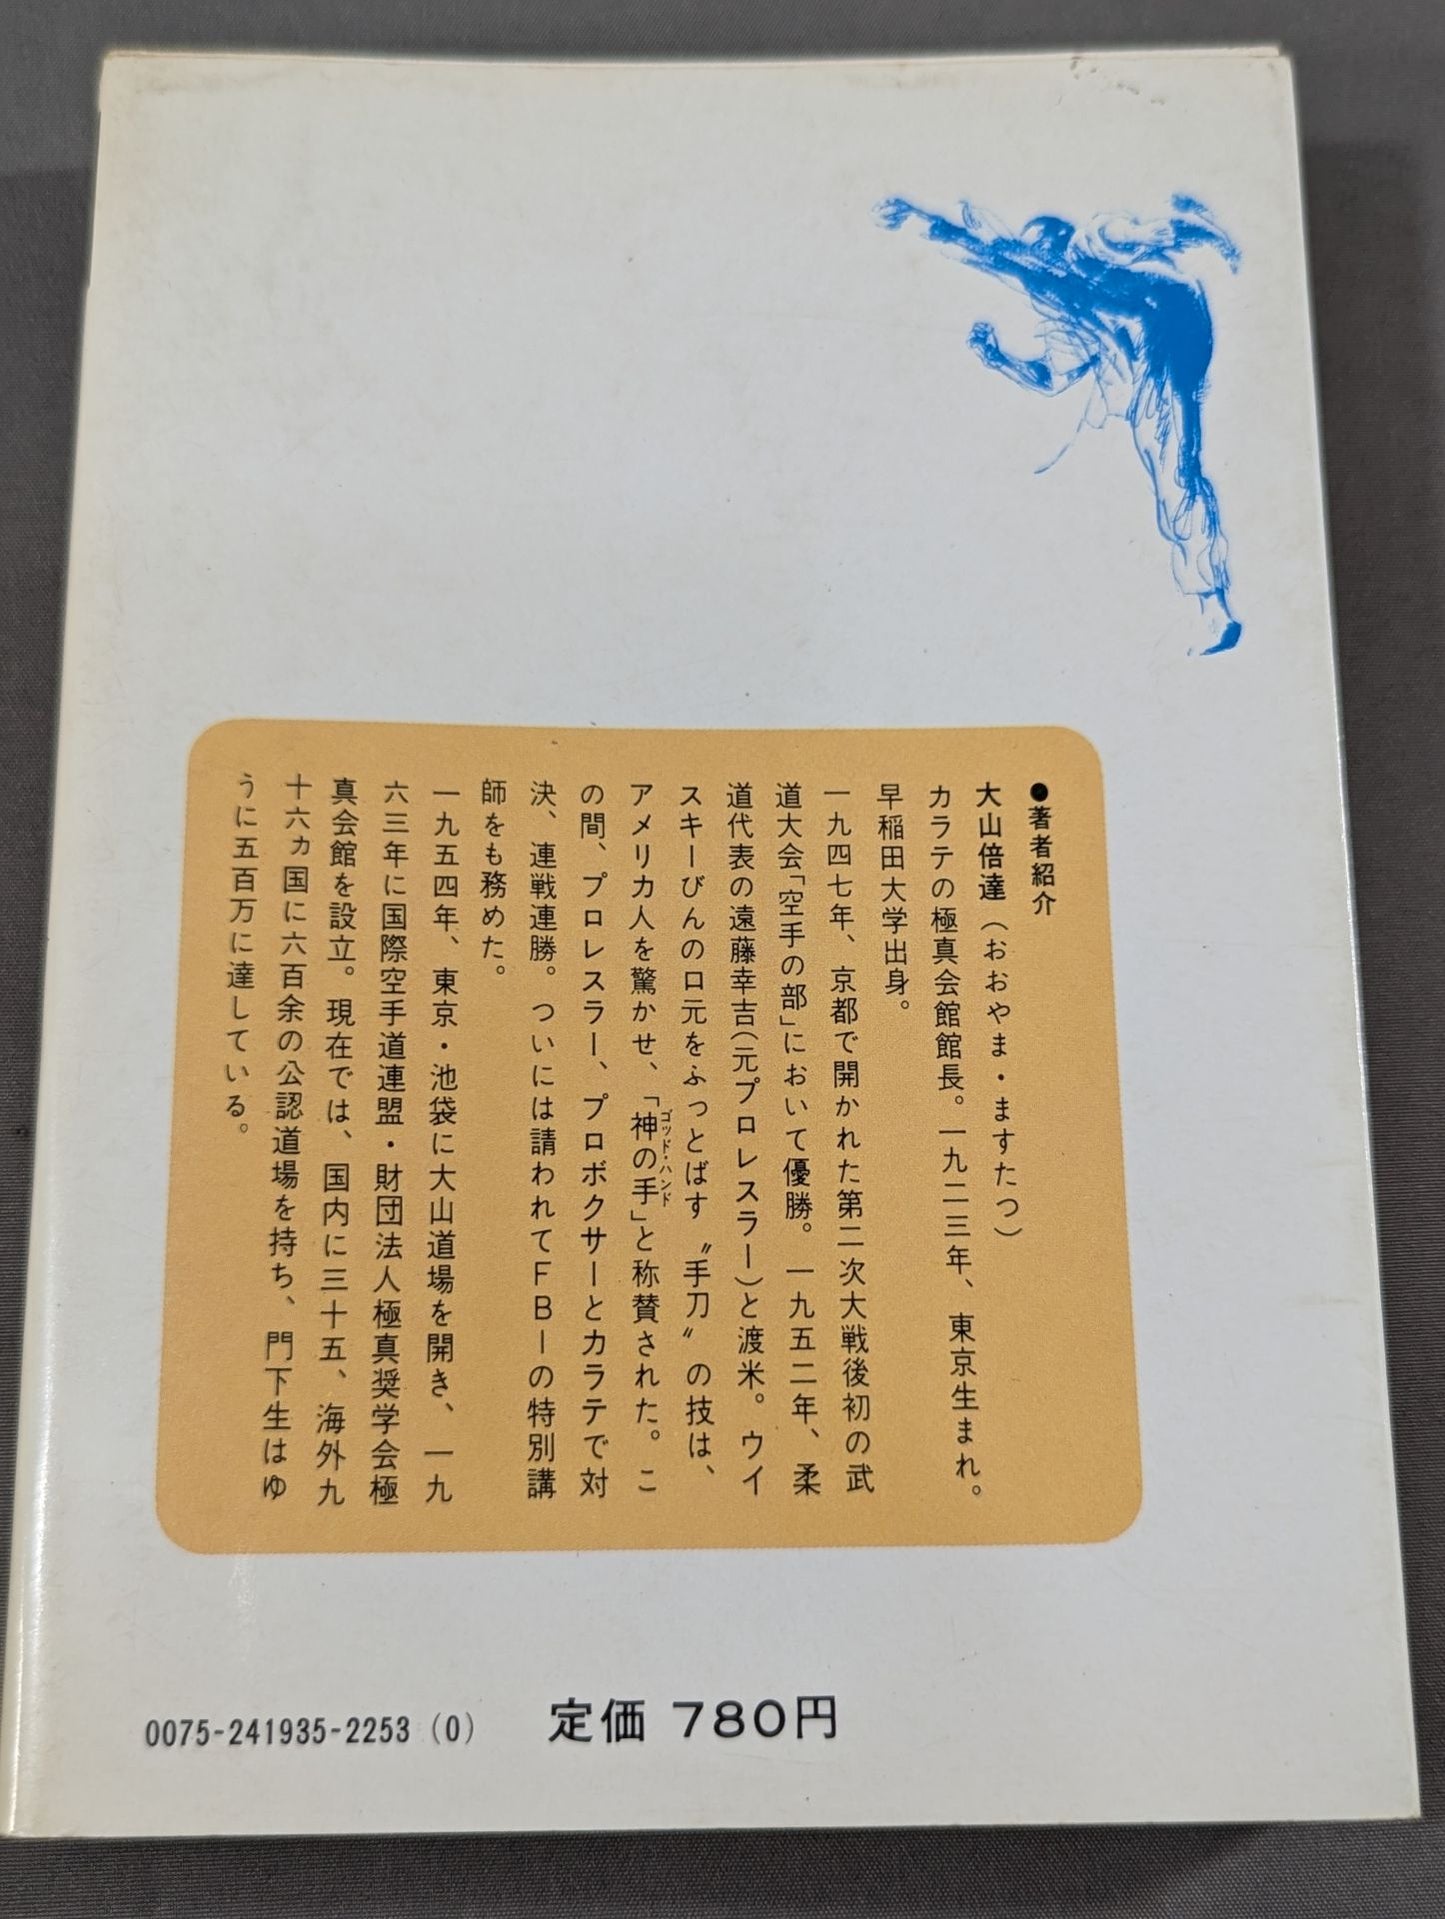 ●著者紹介
大山倍達（おおやま・ますたつ）
カラテの極真会館館長。一九二三年、東京生まれ。
早稲田大学出身。
一九四七年、京都で開かれた第二次大戦後初の武
道大会「空手の部」において優勝。一九五二年、柔
道代表の遠藤幸吉（元プロレスラー）と渡米。ウイ
スキーびんの口元をふっとばす〝手刀〟の技は、
アメリカ人を驚かせ、「神の手」と称賛された。こ
ゴッド・ハンド
の間、プロレスラー、プロボクサーとカラテで対
決、連戦連勝。ついには請われてＦＢＩの特別講
師をも務めた。
一九五四年、東京・池袋に大山道場を開き、一九
六三年に国際空手道連盟・財団法人極真奨学会極
真会館を設立。現在では、国内に三十五、海外九
十六ヵ国に六百余の公認道場を持ち、門下生はゆ
うに五百万に達している。
0075-241935-2253（0） 定価 780円